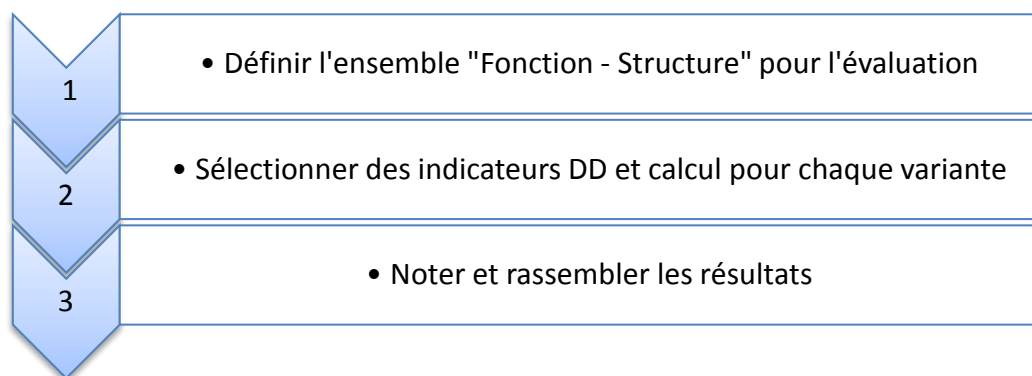 1
• Définir l'ensemble "Fonction - Structure" pour l'évaluation
2
• Sélectionner des indicateurs DD et calcul pour chaque variante
3
• Noter et rassembler les résultats